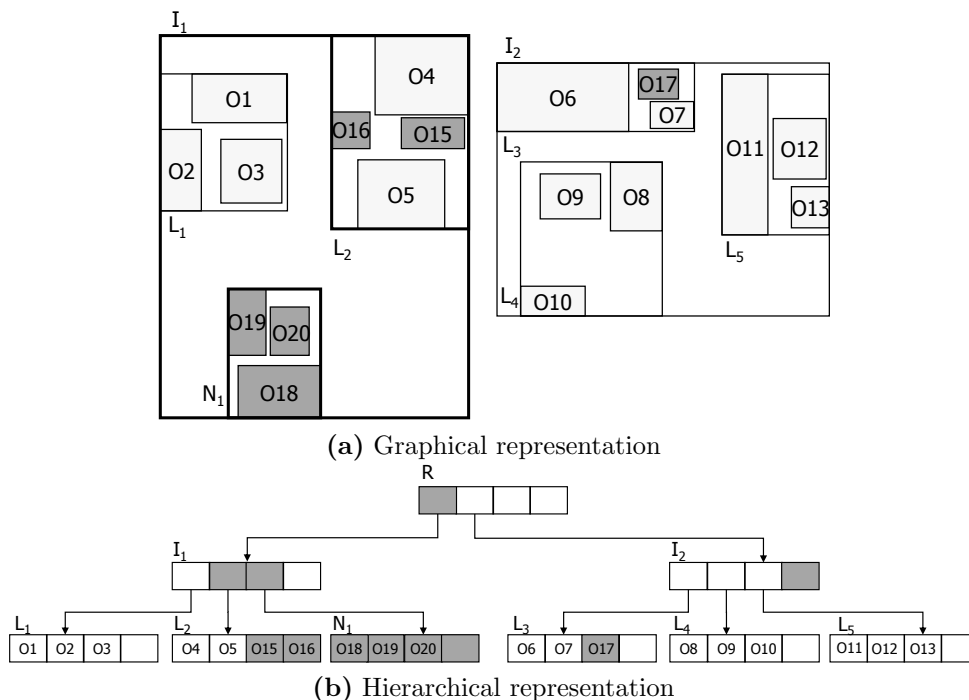 I1
I2
O4
O1
O6
O17
O7
O16
O15
O11
O12
O2
O3
L3
O5
O9
O8
O13
L1
L2
L5
L4
O10
O19
O20
N1
O18
(a) Graphical representation
R
I1
I2
L1
L2
N1
L3
L4
L5
O1 O2 O3
O4 O5 O15 O16
O18 O19 O20
O6 O7 O17
O8 O9 O10
O11 O12 O13
(b) Hierarchical representation